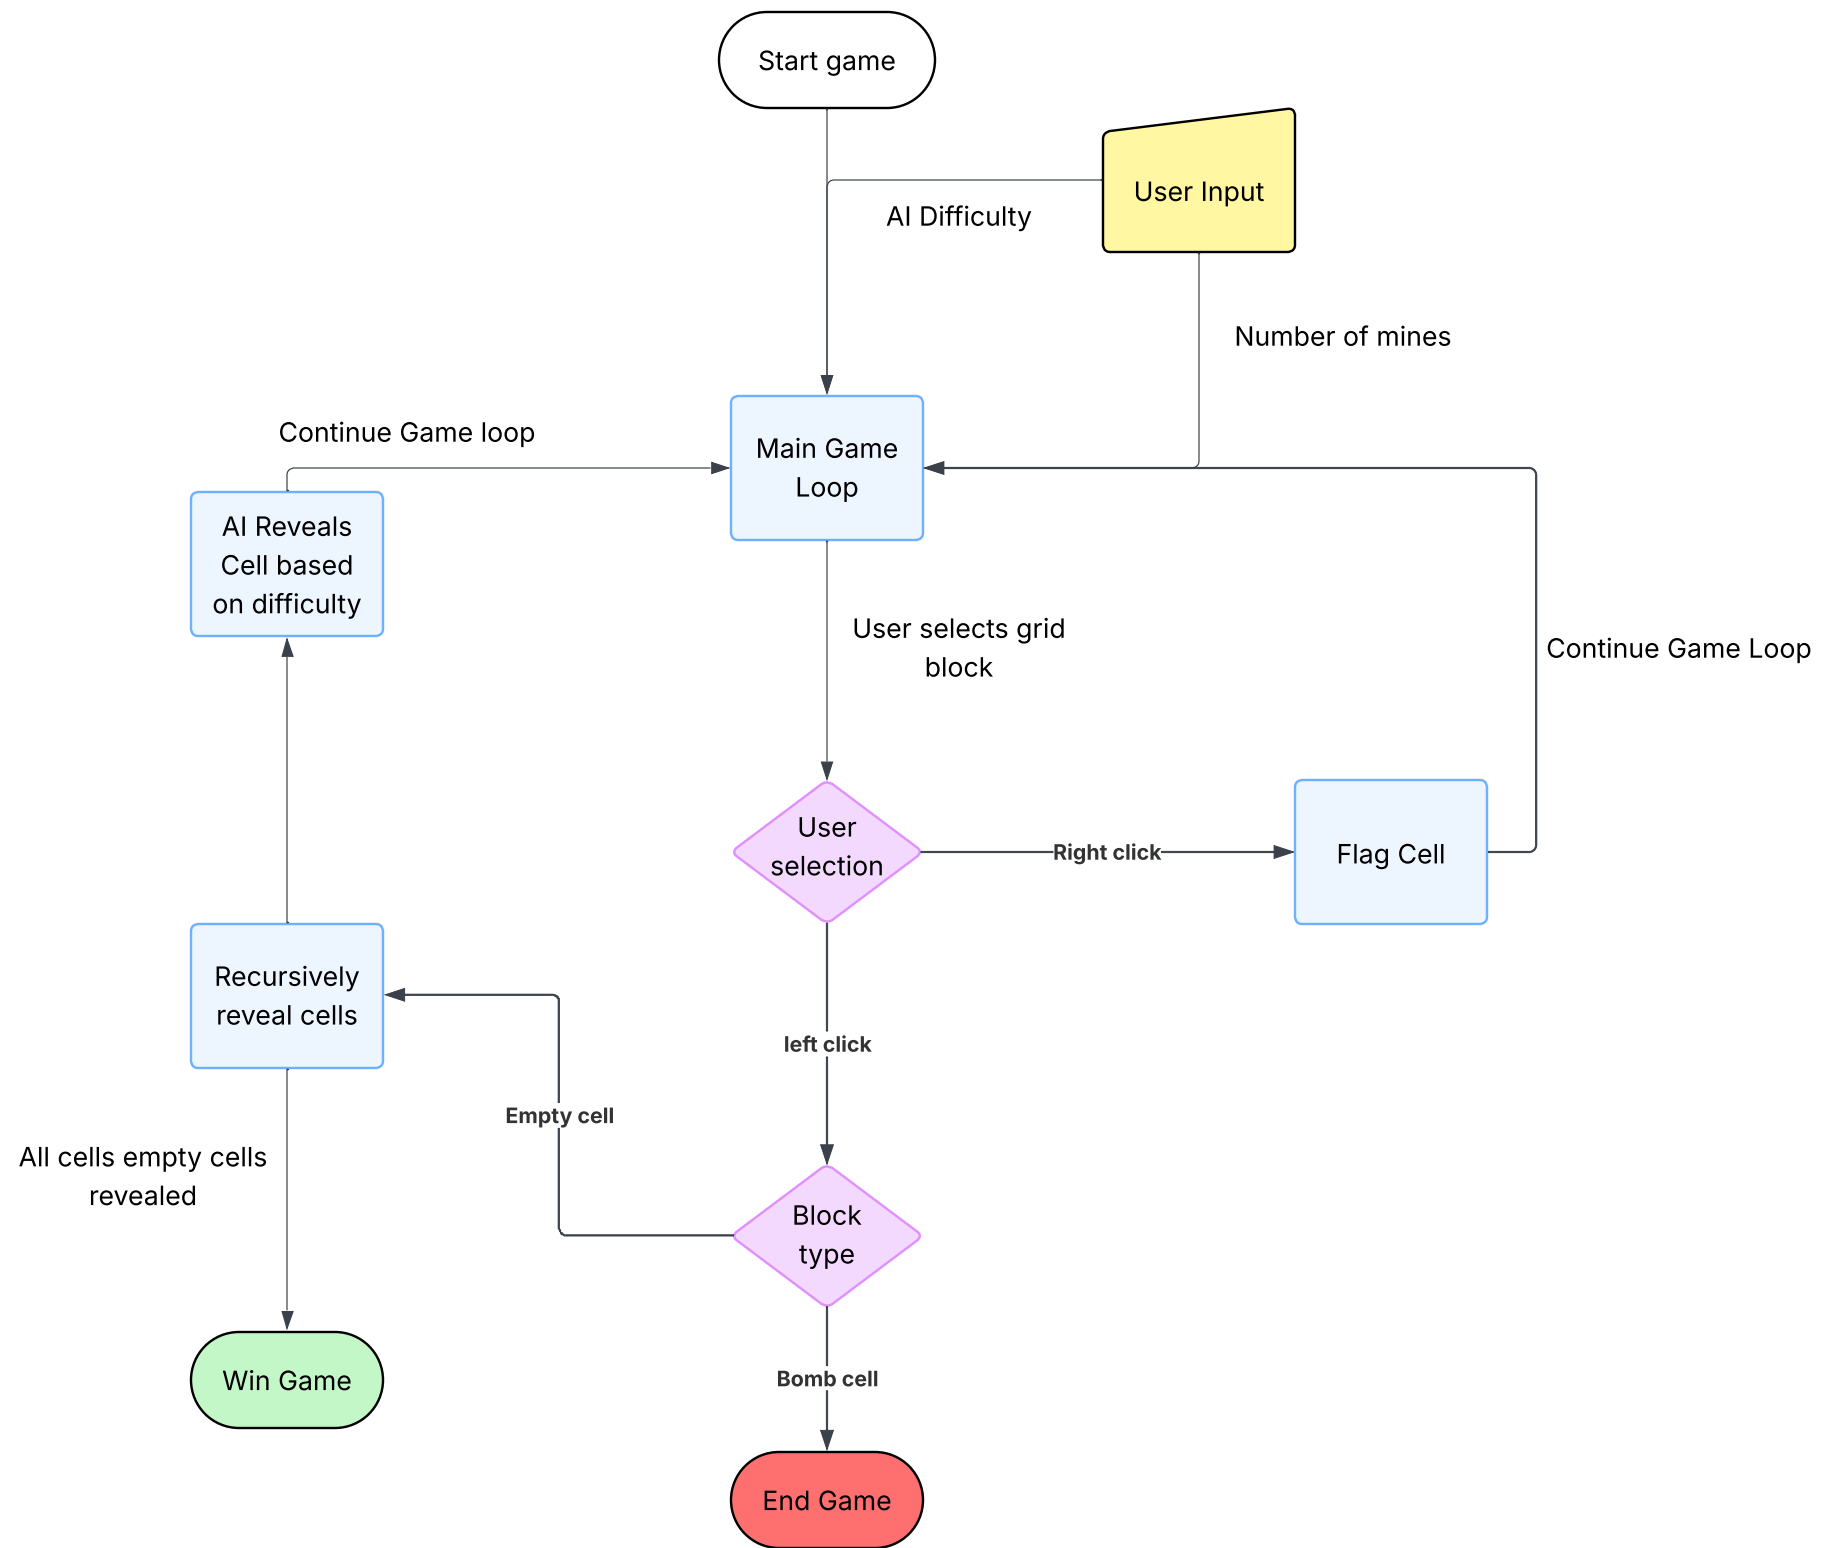 Start game
User Input
AI Difficulty
Number of mines
Continue Game loop
Main Game
Loop
AI Reveals
Cell based
on difficulty
User selects grid
block
Continue Game Loop
User
selection
Right click
Flag Cell
Recursively
reveal cells
left click
Empty cell
All cells empty cells
revealed
Block
type
Win Game
Bomb cell
End Game